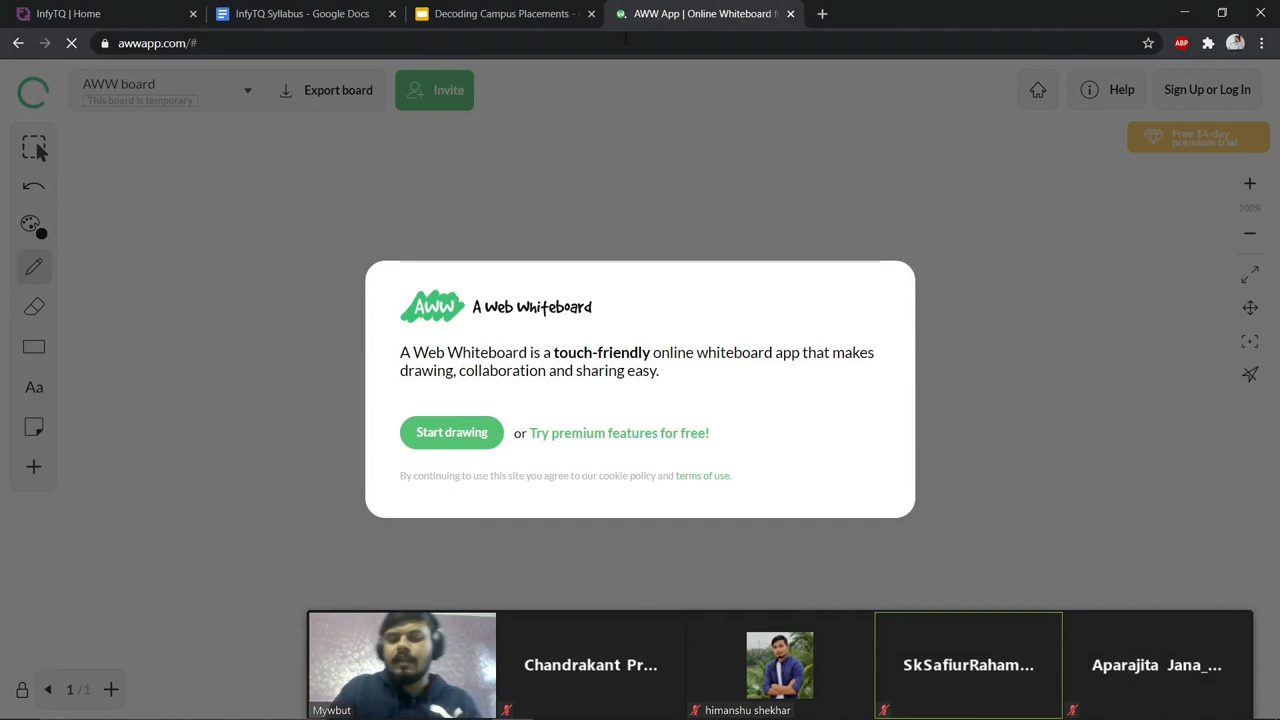 InfyTQ | Home
InfyTQ Syllabus - Google Docs
Decoding Campus Placements -
AWW App | Online Whiteboard f
awwapp.com/#
ABP
AWW board
This board is temporary
Export board
Invite
Help
Sign Up or Log In
Free 14-day
premium trial
100%
AWW A Web Whiteboard
A Web Whiteboard is a touch-friendly online whiteboard app that makes
drawing, collaboration and sharing easy.
Start drawing or Try premium features for free!
By continuing to use this site you agree to our cookie policy and terms of use.
Aa
1 /1
Mywbut
Chandrakant Pr...
himanshu shekhar
SkSafiurRaham...
Aparajita Jana_...